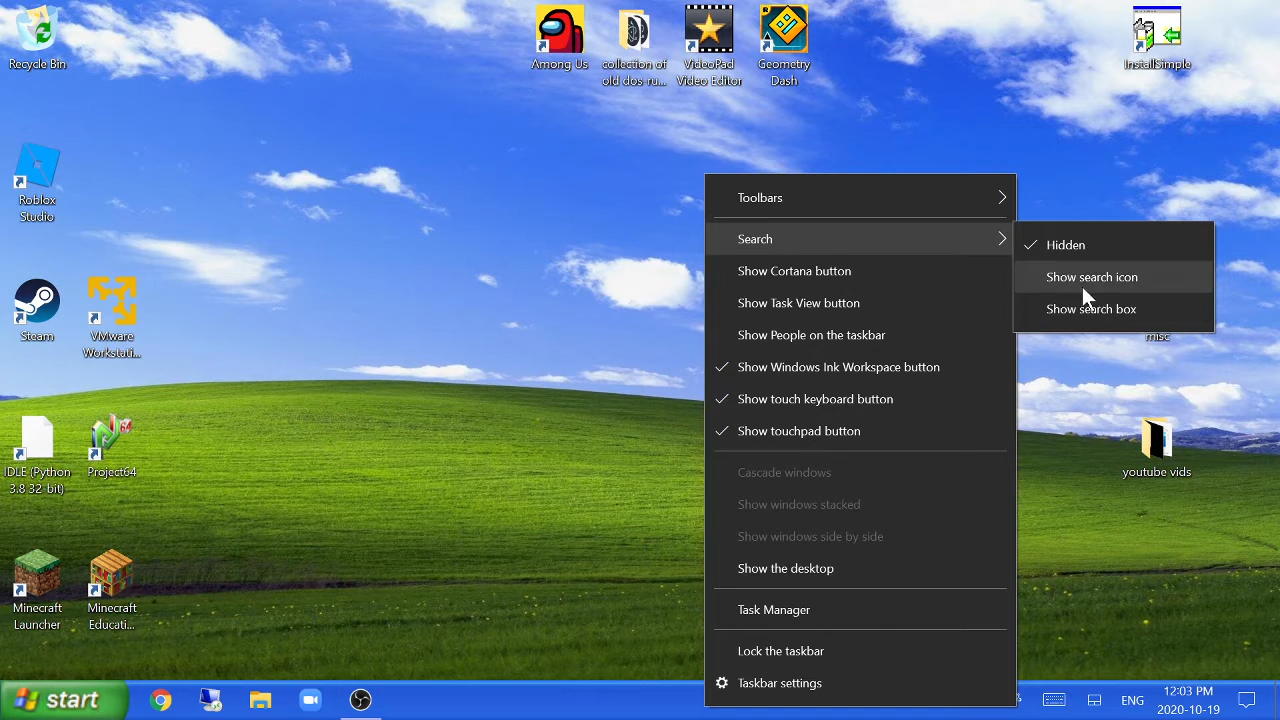 Recycle Bin
Among Us
collection of
old dos ru...
VideoPad
Video Editor
Geometry
Dash
InstallSimple
Roblox
Studio
Steam
VMware
Workstati...
IDLE (Python
3.8 32-bit)
Project64
Minecraft
Launcher
Minecraft
Educati...
misc
youtube vids
Toolbars
Search
Show Cortana button
Show Task View button
Show People on the taskbar
Show Windows Ink Workspace button
Show touch keyboard button
Show touchpad button
Cascade windows
Show windows stacked
Show windows side by side
Show the desktop
Task Manager
Lock the taskbar
Taskbar settings
Hidden
Show search icon
Show search box
start
ENG
12:03 PM
2020-10-19